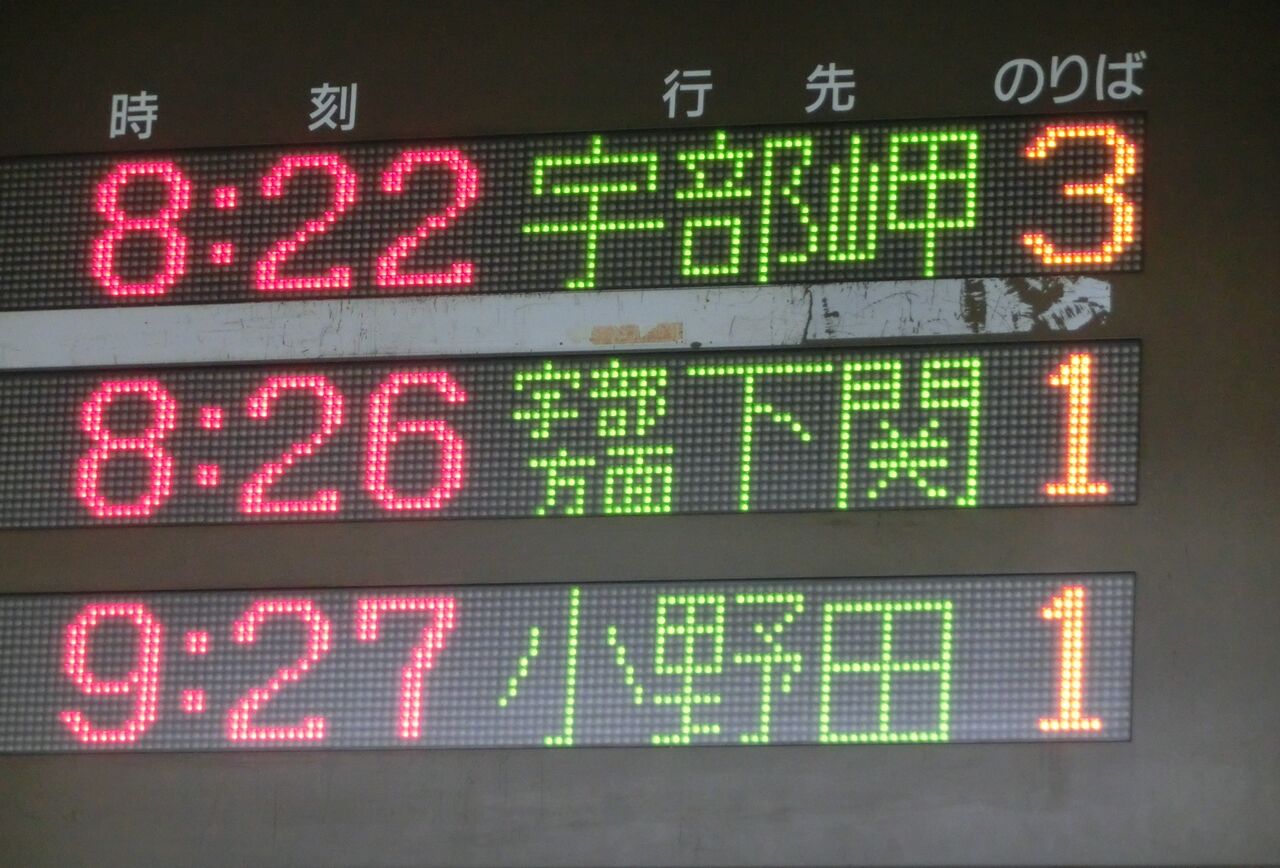 時刻 行先 のりば
8:22 宇部岬 3
8:26 宇部方面 下関 1
9:27 小野田 1